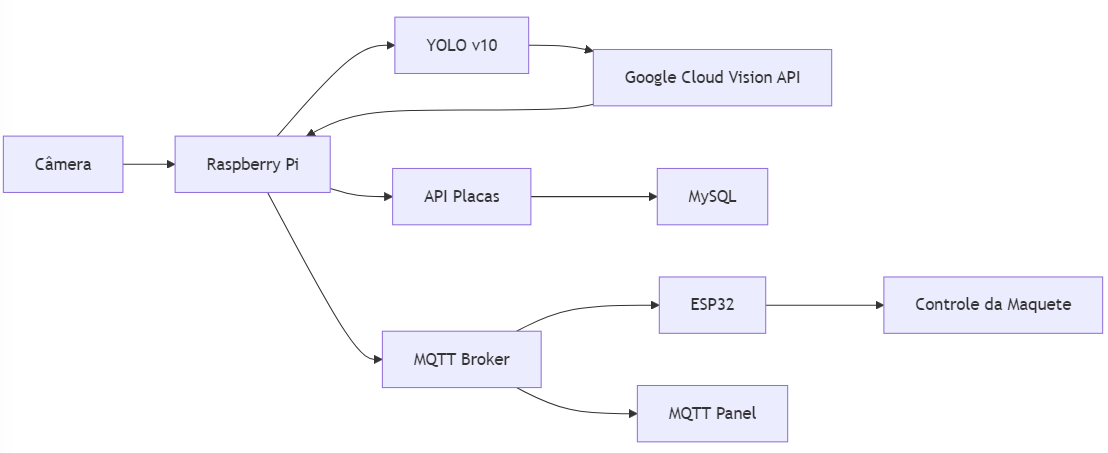 YOLO v10
Google Cloud Vision API
Câmera
Raspberry Pi
API Placas
MySQL
ESP32
Controle da Maquete
MQTT Broker
MQTT Panel